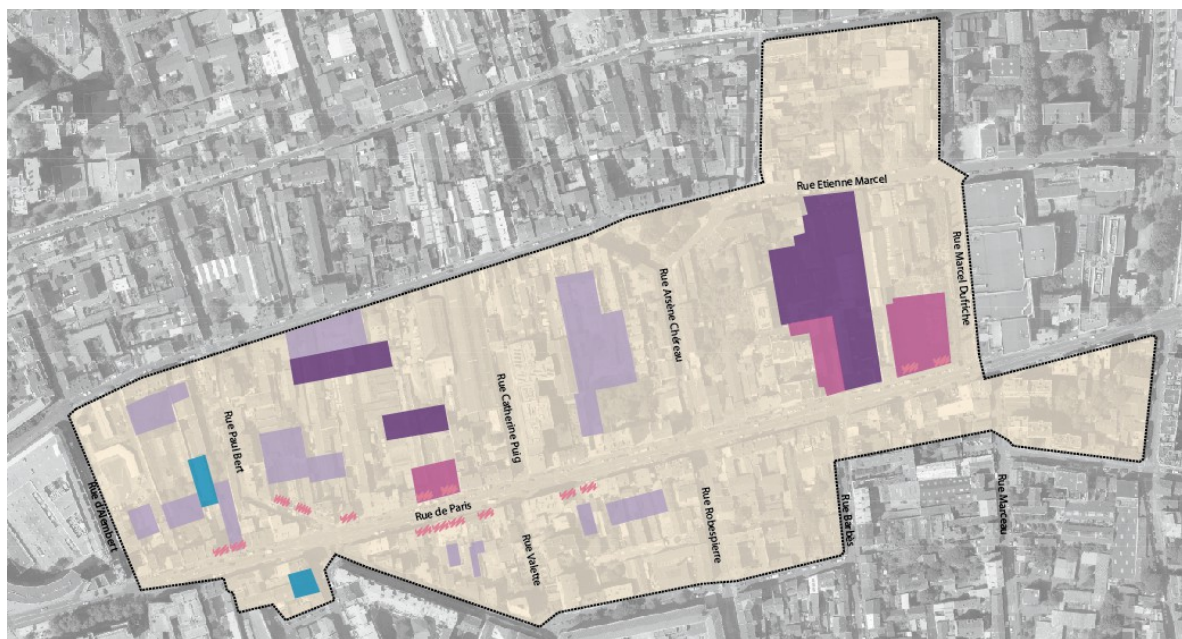 Rue Etienne Marcel
Rue Marcel Dufriche
Rue Arsène Chéreau
Rue Catherine Puig
Rue Paul Bert
Rue d'Alembert
Rue de Paris
Rue Valette
Rue Robespierre
Rue Barbès
Rue Marceau